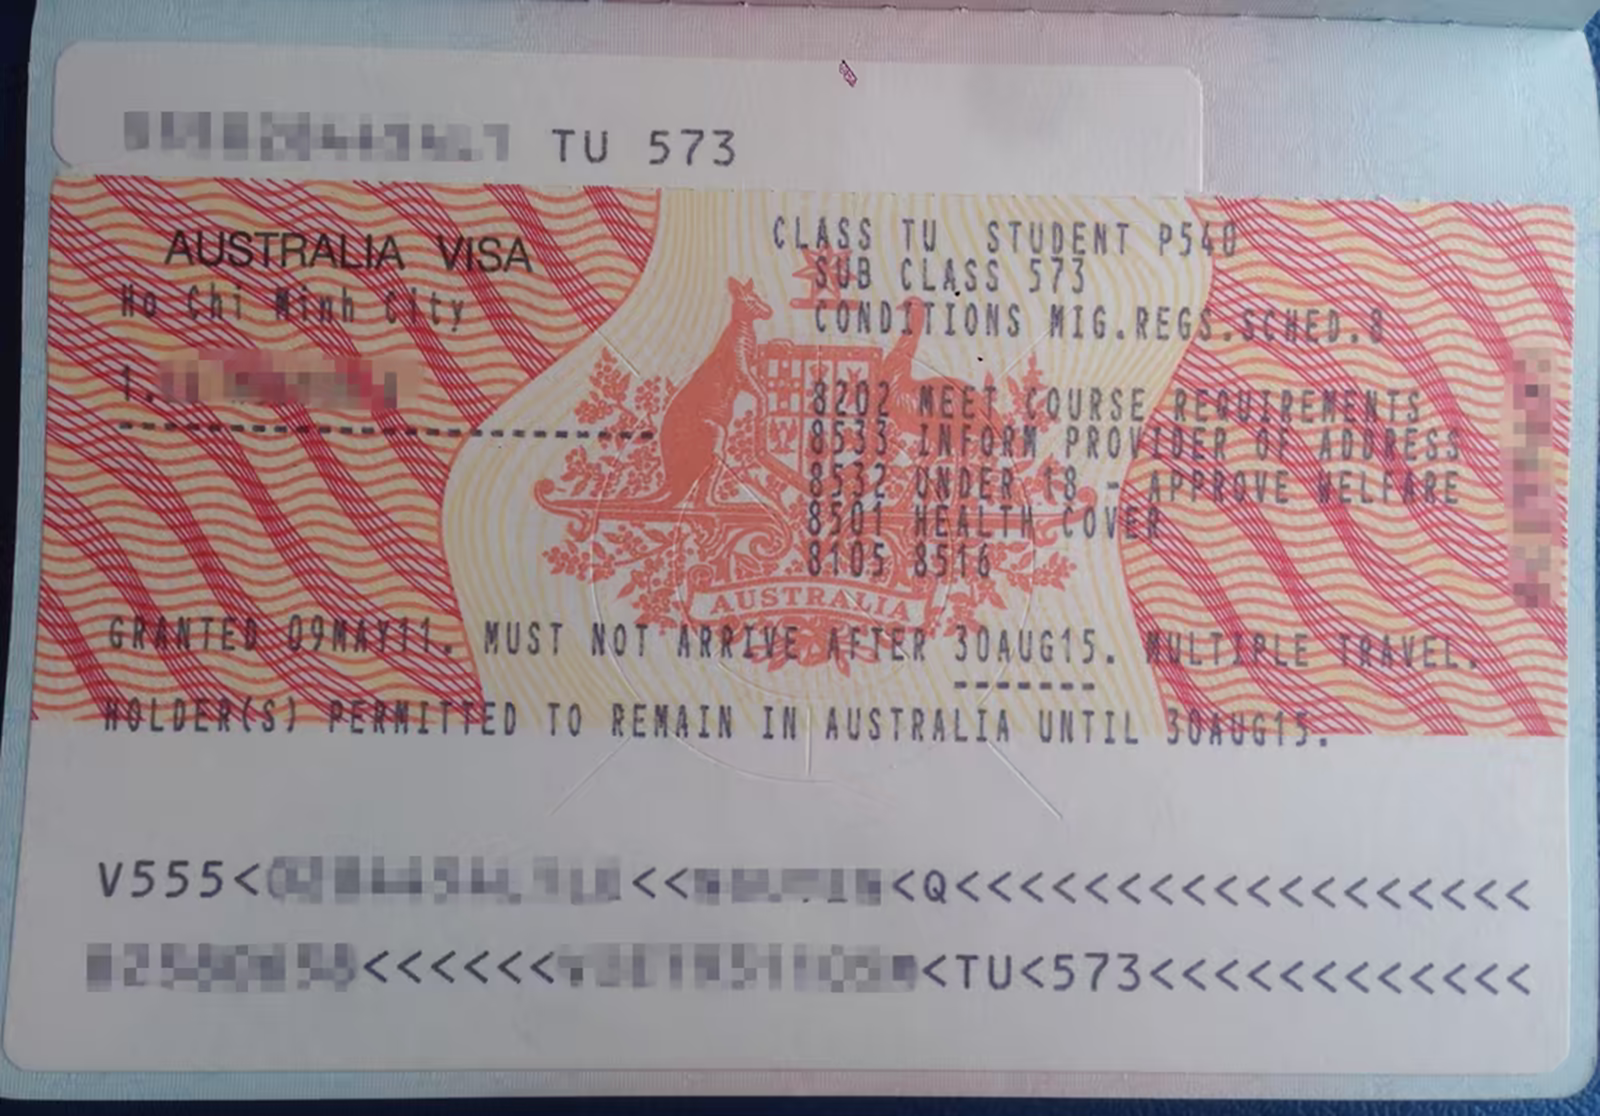 TU 573
AUSTRALIA VISA
Ho Chi Minh City
1.
CLASS TU STUDENT P540
SUB CLASS 573
CONDITIONS MIG.REGS.SCHED.8
8202 MEET COURSE REQUIREMENTS
8533 INFORM PROVIDER OF ADDRESS
8532 UNDER 18 - APPROVE WELFARE
8501 HEALTH COVER
8105 8516
AUSTRALIA
GRANTED 09MAY11. MUST NOT ARRIVE AFTER 30AUG15. MULTIPLE TRAVEL.
HOLDER(S) PERMITTED TO REMAIN IN AUSTRALIA UNTIL 30AUG15.
V555< << <Q<<<<<<<<<<<<<<<<<<
<<<<<< <TU<573<<<<<<<<<<<<